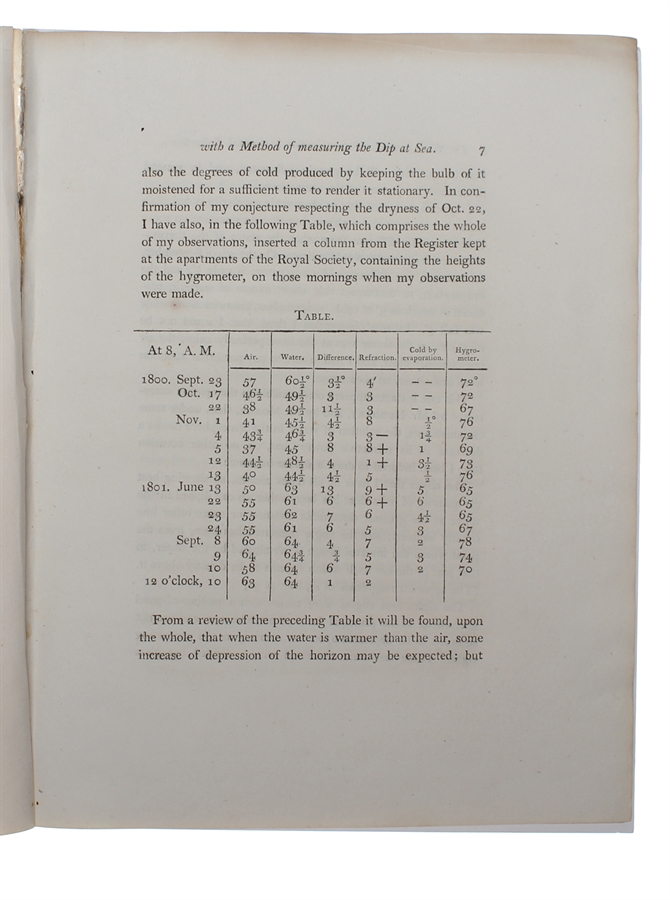 with a Method of measuring the Dip at Sea. 7
also the degrees of cold produced by keeping the bulb of it
moistened for a sufficient time to render it stationary. In con-
firmation of my conjecture respecting the dryness of Oct. 22,
I have also, in the following Table, which comprises the whole
of my observations, inserted a column from the Register kept
at the apartments of the Royal Society, containing the heights
of the hygrometer, on those mornings when my observations
were made.
TABLE.
At 8, A. M. Air. Water. Difference. Refraction. Cold by evaporation. Hygro-meter.
1800. Sept. 23 57 60½° 3½° 4′ – – 72°
Oct. 17 46½ 49½ 3 3 – – 72
22 38 49½ 11½ 3 – – 67
Nov. 1 41 45½ 4½ 8 ½° 76
4 43¾ 46¾ 3 3 − 1¾ 72
5 37 45 8 8 + 1 69
12 44½ 48½ 4 1 + 3½ 73
13 40 44½ 4½ 5 ½ 76
1801. June 13 50 63 13 9 + 5 65
22 55 61 6 6 + 6 65
23 55 62 7 6 4½ 65
24 55 61 6 5 3 67
Sept. 8 60 64 4 7 2 78
9 64 64¾ ¾ 5 3 74
10 58 64 6 7 2 70
12 o'clock, 10 63 64 1 2
From a review of the preceding Table it will be found, upon
the whole, that when the water is warmer than the air, some
increase of depression of the horizon may be expected; but